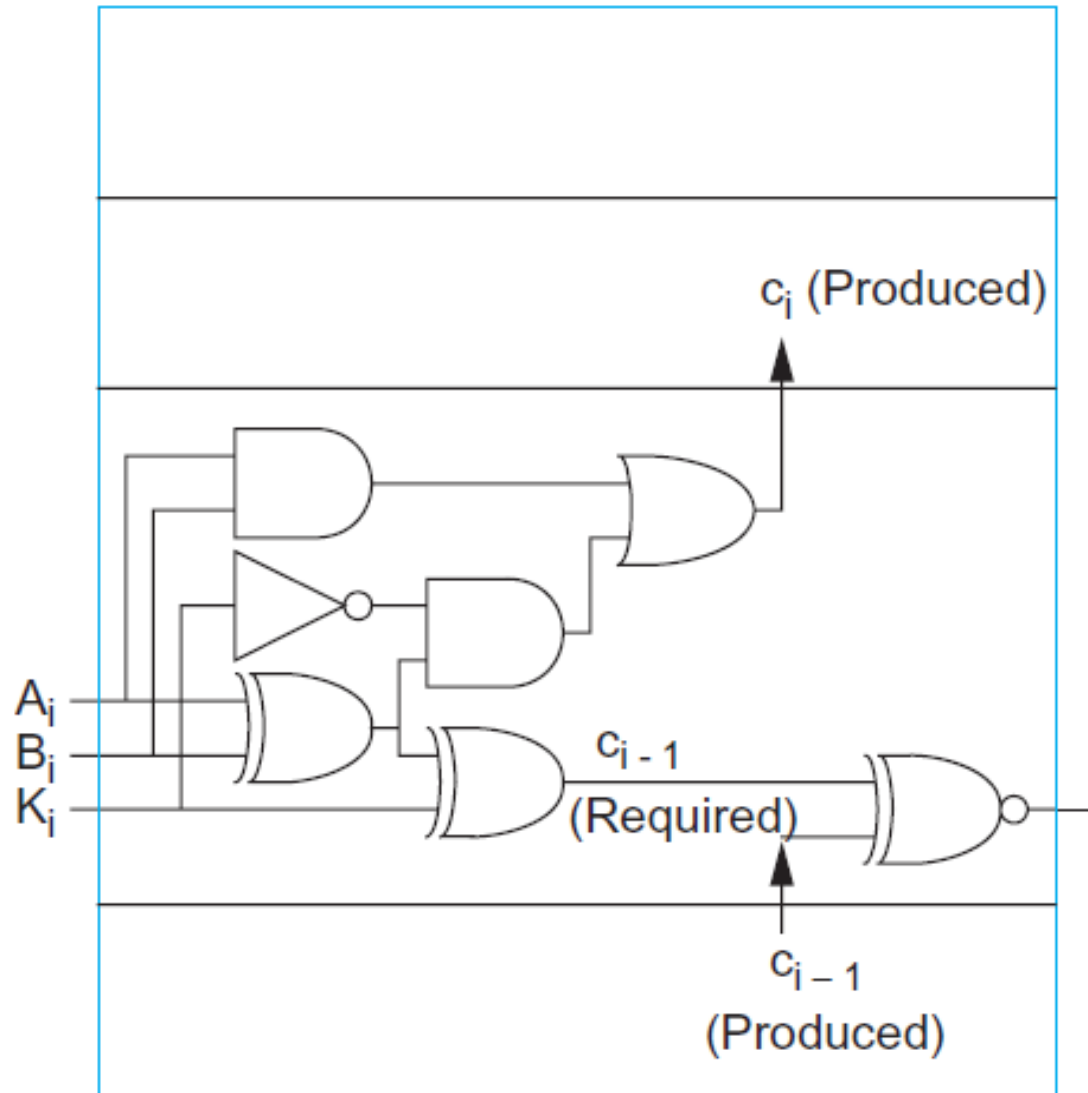 cᵢ (Produced)
Aᵢ
Bᵢ
Kᵢ
cᵢ ₋ ₁
(Required)
cᵢ ₋ ₁
(Produced)